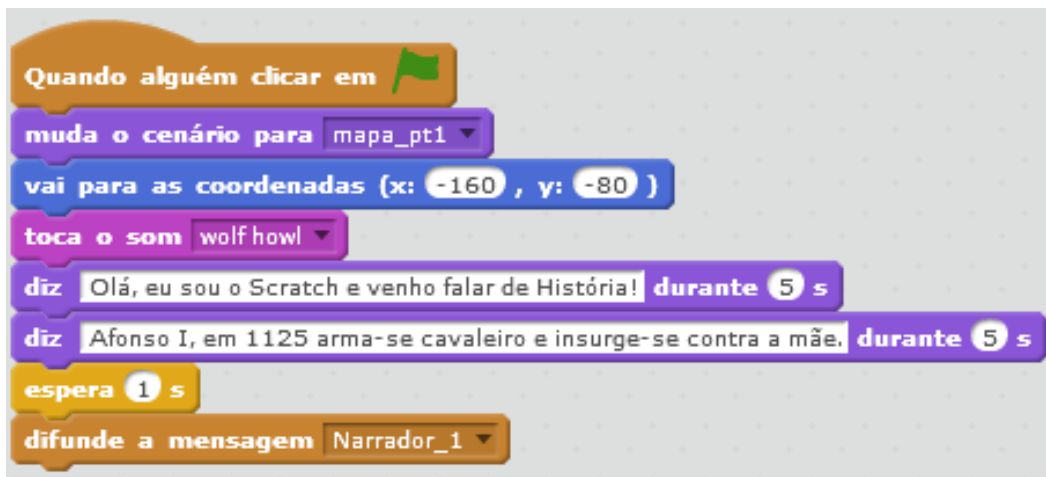 Quando alguém clicar em
muda o cenário para mapa_pt1
vai para as coordenadas (x: -160 , y: -80 )
toca o som wolf howl
diz Olá, eu sou o Scratch e venho falar de História! durante 5 s
diz Afonso I, em 1125 arma-se cavaleiro e insurge-se contra a mãe. durante 5 s
espera 1 s
difunde a mensagem Narrador_1